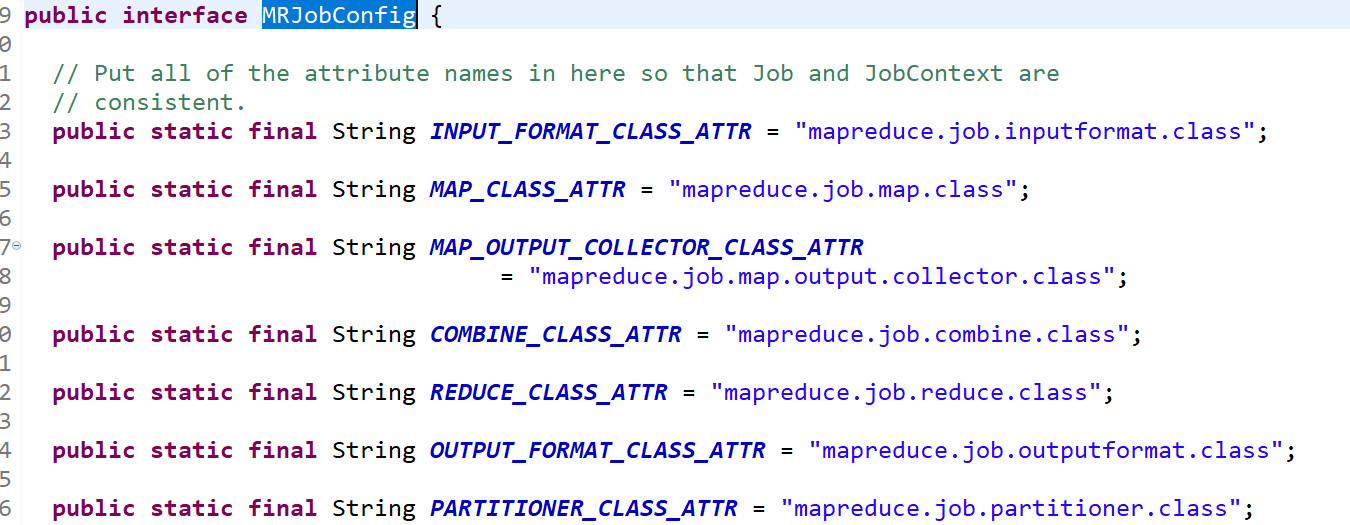 9 public interface MRJobConfig {
0
1 // Put all of the attribute names in here so that Job and JobContext are
2 // consistent.
3 public static final String INPUT_FORMAT_CLASS_ATTR = "mapreduce.job.inputformat.class";
4
5 public static final String MAP_CLASS_ATTR = "mapreduce.job.map.class";
6
7 public static final String MAP_OUTPUT_COLLECTOR_CLASS_ATTR
8 = "mapreduce.job.map.output.collector.class";
9
0 public static final String COMBINE_CLASS_ATTR = "mapreduce.job.combine.class";
1
2 public static final String REDUCE_CLASS_ATTR = "mapreduce.job.reduce.class";
3
4 public static final String OUTPUT_FORMAT_CLASS_ATTR = "mapreduce.job.outputformat.class";
5
6 public static final String PARTITIONER_CLASS_ATTR = "mapreduce.job.partitioner.class";